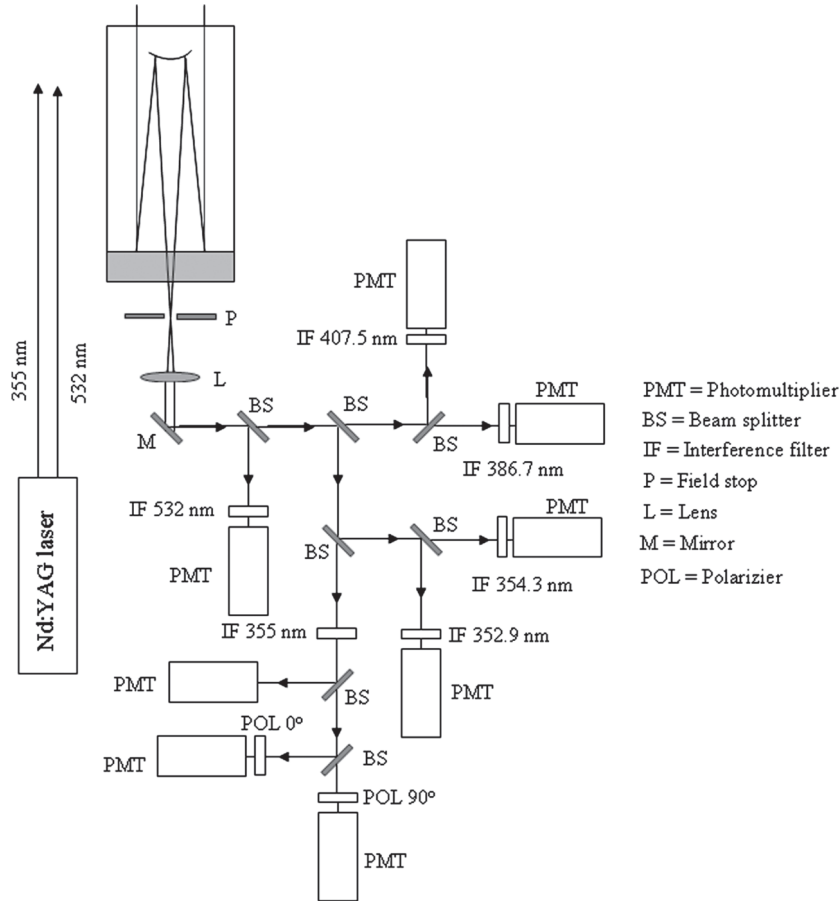 355 nm
532 nm
Nd:YAG laser
P
L
M
BS
BS
BS
PMT
IF 407.5 nm
PMT
IF 386.7 nm
IF 532 nm
PMT
BS
BS
PMT
IF 354.3 nm
IF 355 nm
IF 352.9 nm
PMT
PMT
BS
POL 0°
PMT
BS
POL 90°
PMT
PMT = Photomultiplier
BS = Beam splitter
IF = Interference filter
P = Field stop
L = Lens
M = Mirror
POL = Polarizier